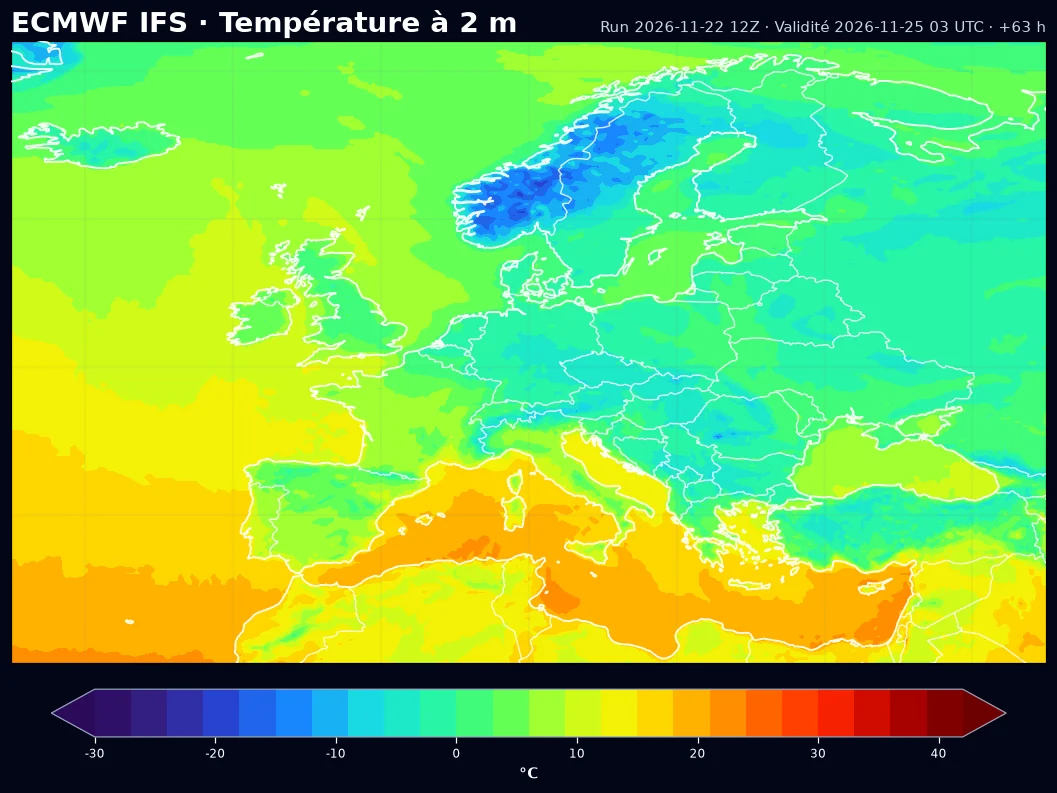 ECMWF IFS · Température à 2 m
Run 2026-11-22 12Z · Validité 2026-11-25 03 UTC · +63 h
-30 -20 -10 0 10 20 30 40
°C